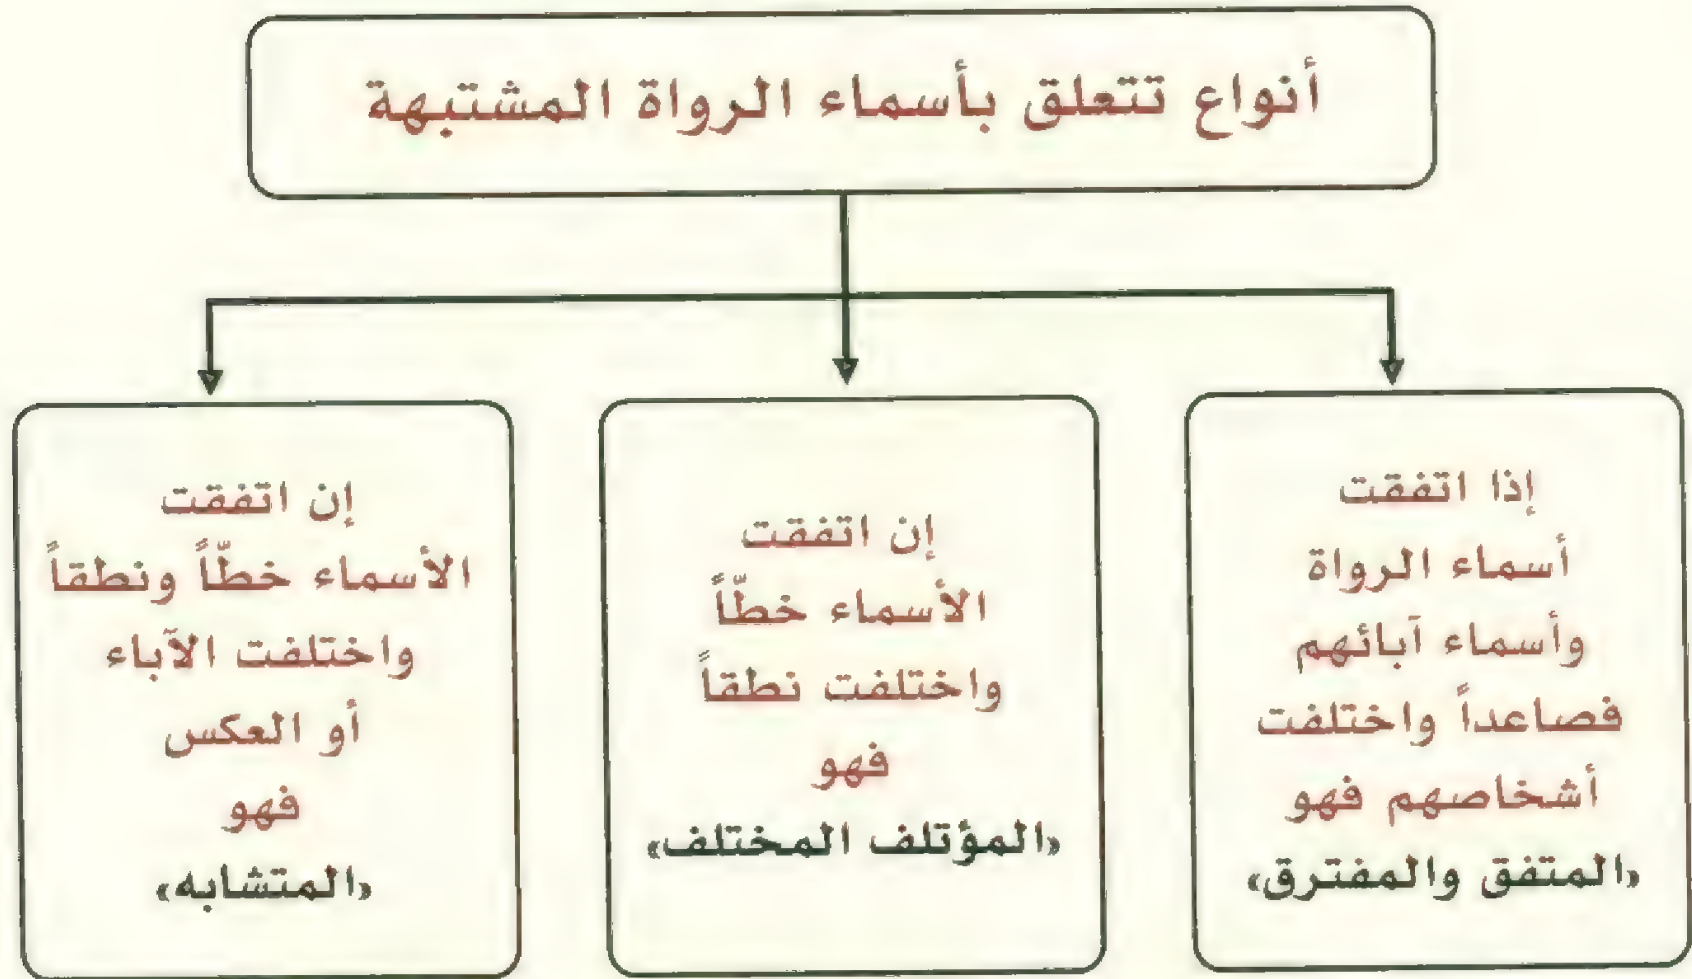 أنواع تتعلق بأسماء الرواة المشتبهة
إذا اتفقت
أسماء الرواة
وأسماء آبائهم
فصاعداً واختلفت
أشخاصهم فهو
«المتفق والمفترق»
إن اتفقت
الأسماء خطّاً
واختلفت نطقاً
فهو
«المؤتلف المختلف»
إن اتفقت
الأسماء خطّاً ونطقاً
واختلفت الآباء
أو العكس
فهو
«المتشابه»